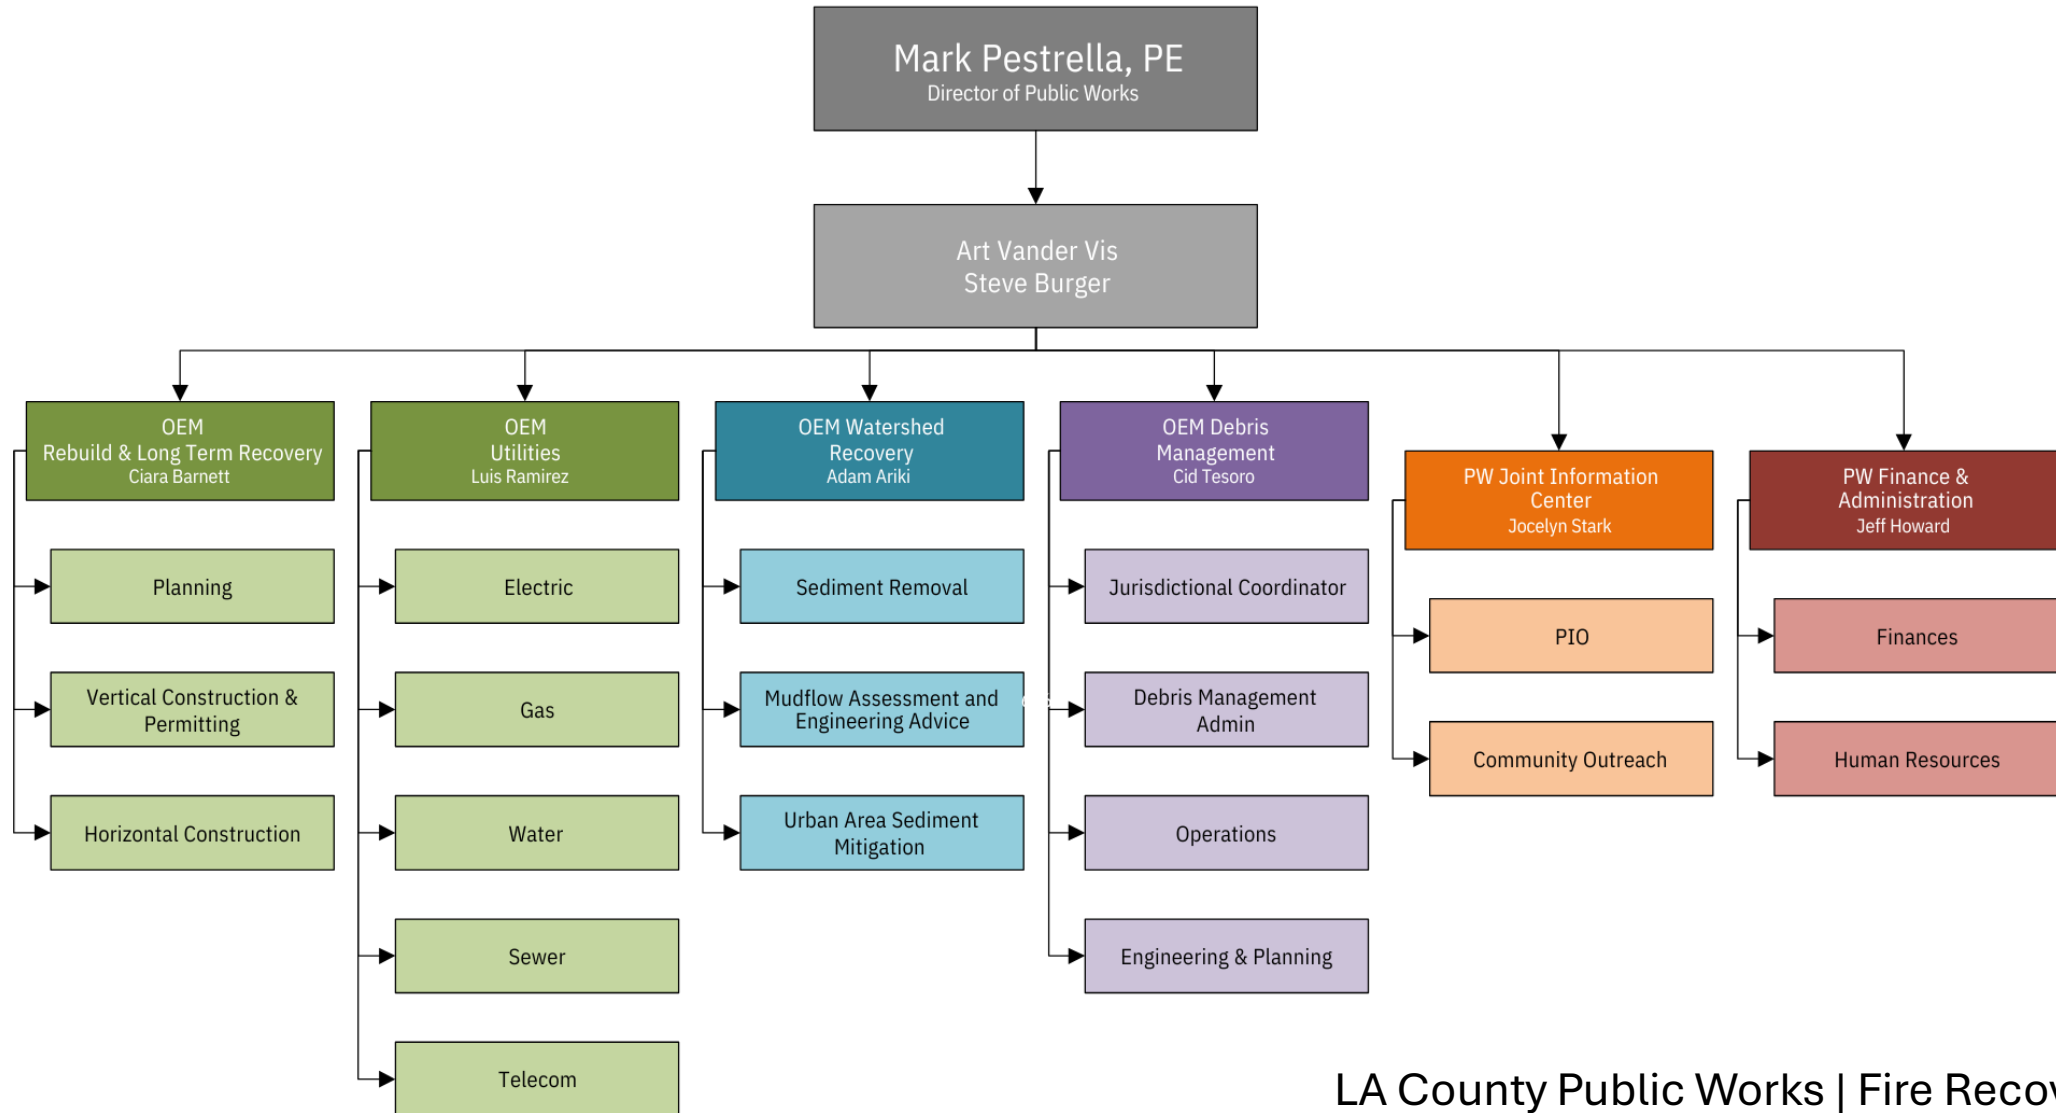 Mark Pestrella, PE
Director of Public Works
Art Vander Vis
Steve Burger
OEM
Rebuild & Long Term Recovery
Ciara Barnett
Planning
Vertical Construction &
Permitting
Horizontal Construction
OEM
Utilities
Luis Ramirez
Electric
Gas
Water
Sewer
Telecom
OEM Watershed
Recovery
Adam Ariki
Sediment Removal
Mudflow Assessment and
Engineering Advice
Urban Area Sediment
Mitigation
OEM Debris
Management
Cid Tesoro
Jurisdictional Coordinator
Debris Management
Admin
Operations
Engineering & Planning
PW Joint Information
Center
Jocelyn Stark
PIO
Community Outreach
PW Finance &
Administration
Jeff Howard
Finances
Human Resources
LA County Public Works | Fire Recov